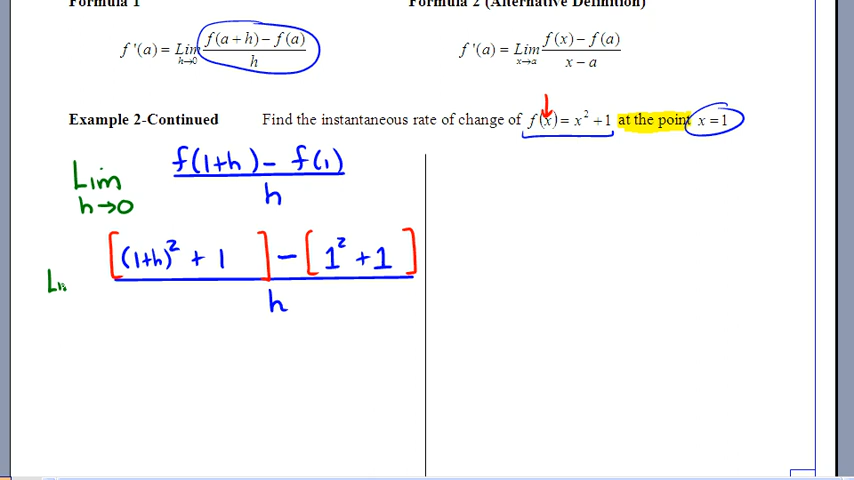 Formula 1
Formula 2 (Alternative Definition)
f '(a) = Lim h→0 f(a + h) − f(a) / h
f '(a) = Lim x→a f(x) − f(a) / x − a
Example 2-Continued Find the instantaneous rate of change of f(x) = x² + 1 at the point x = 1
Lim h→0 f(1+h) − f(1) / h
Li [(1+h)² + 1 ] − [1² + 1] / h